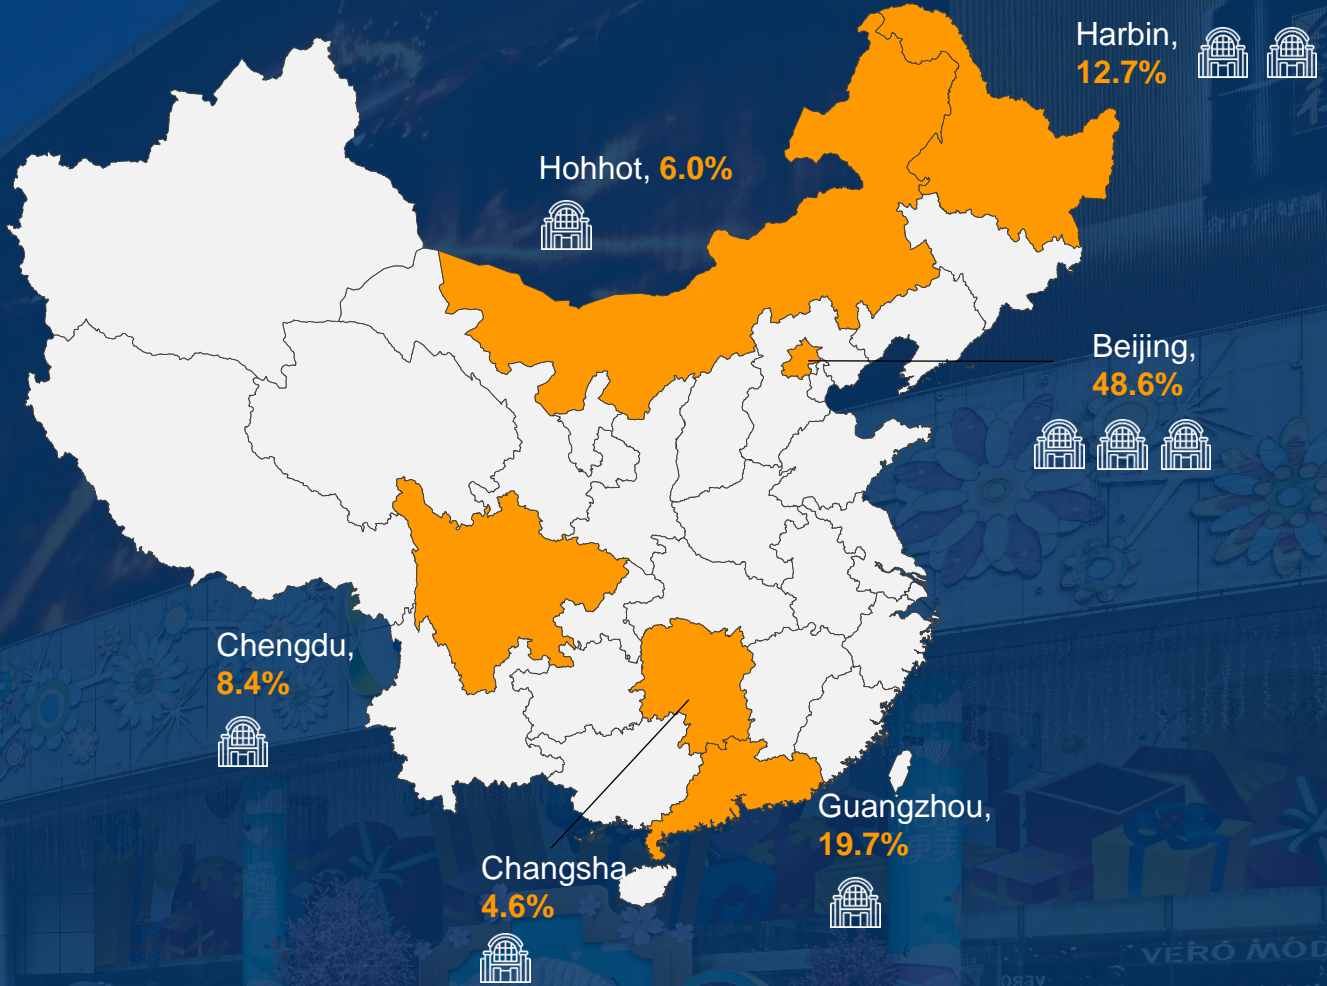 Harbin,
12.7%
Hohhot, 6.0%
Beijing,
48.6%
Chengdu,
8.4%
Guangzhou,
19.7%
Changsha,
4.6%
VERO MOD